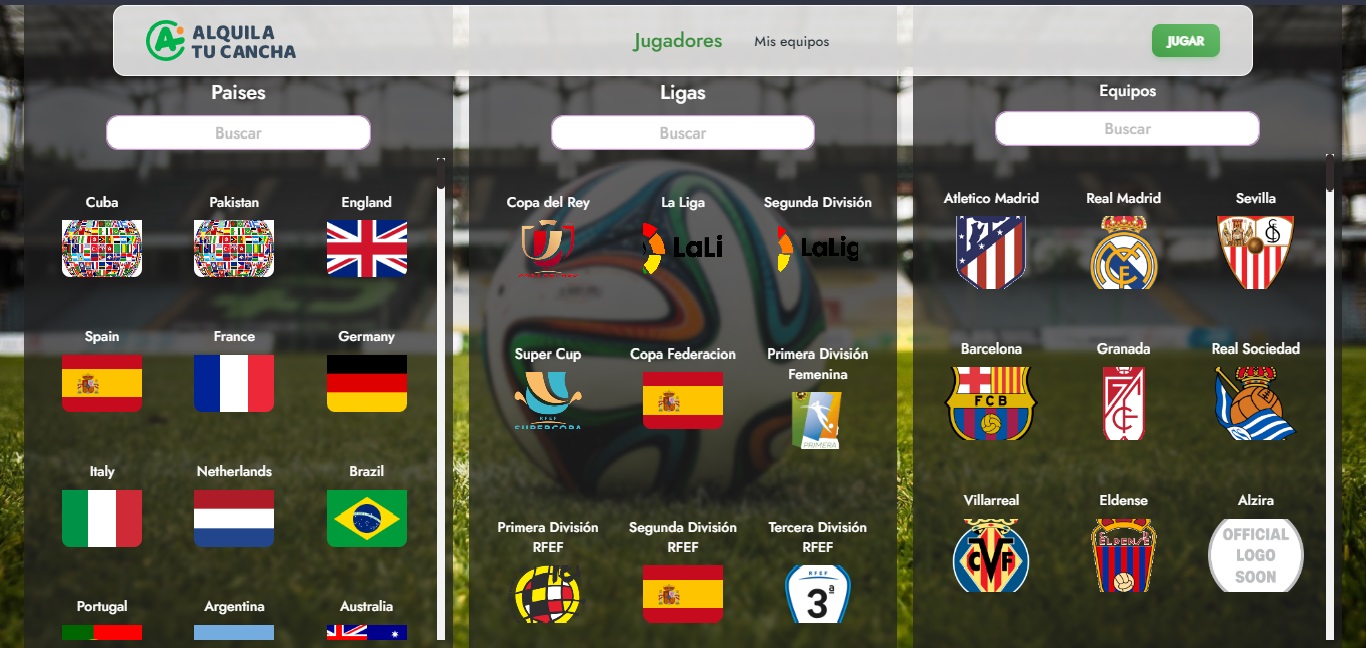 ALQUILA
TU CANCHA
Jugadores
Mis equipos
JUGAR
Paises
Buscar
Cuba
Pakistan
England
Spain
France
Germany
Italy
Netherlands
Brazil
Portugal
Argentina
Australia
Ligas
Buscar
Copa del Rey
La Liga
Segunda División
LaLi
LaLig
Super Cup
Copa Federacion
Primera División
Femenina
RFEF
SUPERCOPA
PRIMERA
Primera División
RFEF
Segunda División
RFEF
Tercera División
RFEF
RFEF
3ª
Equipos
Buscar
Atletico Madrid
Real Madrid
Sevilla
Barcelona
Granada
Real Sociedad
FCB
Villarreal
Eldense
Alzira
CVF
ELDENSE
OFFICIAL
LOGO
SOON